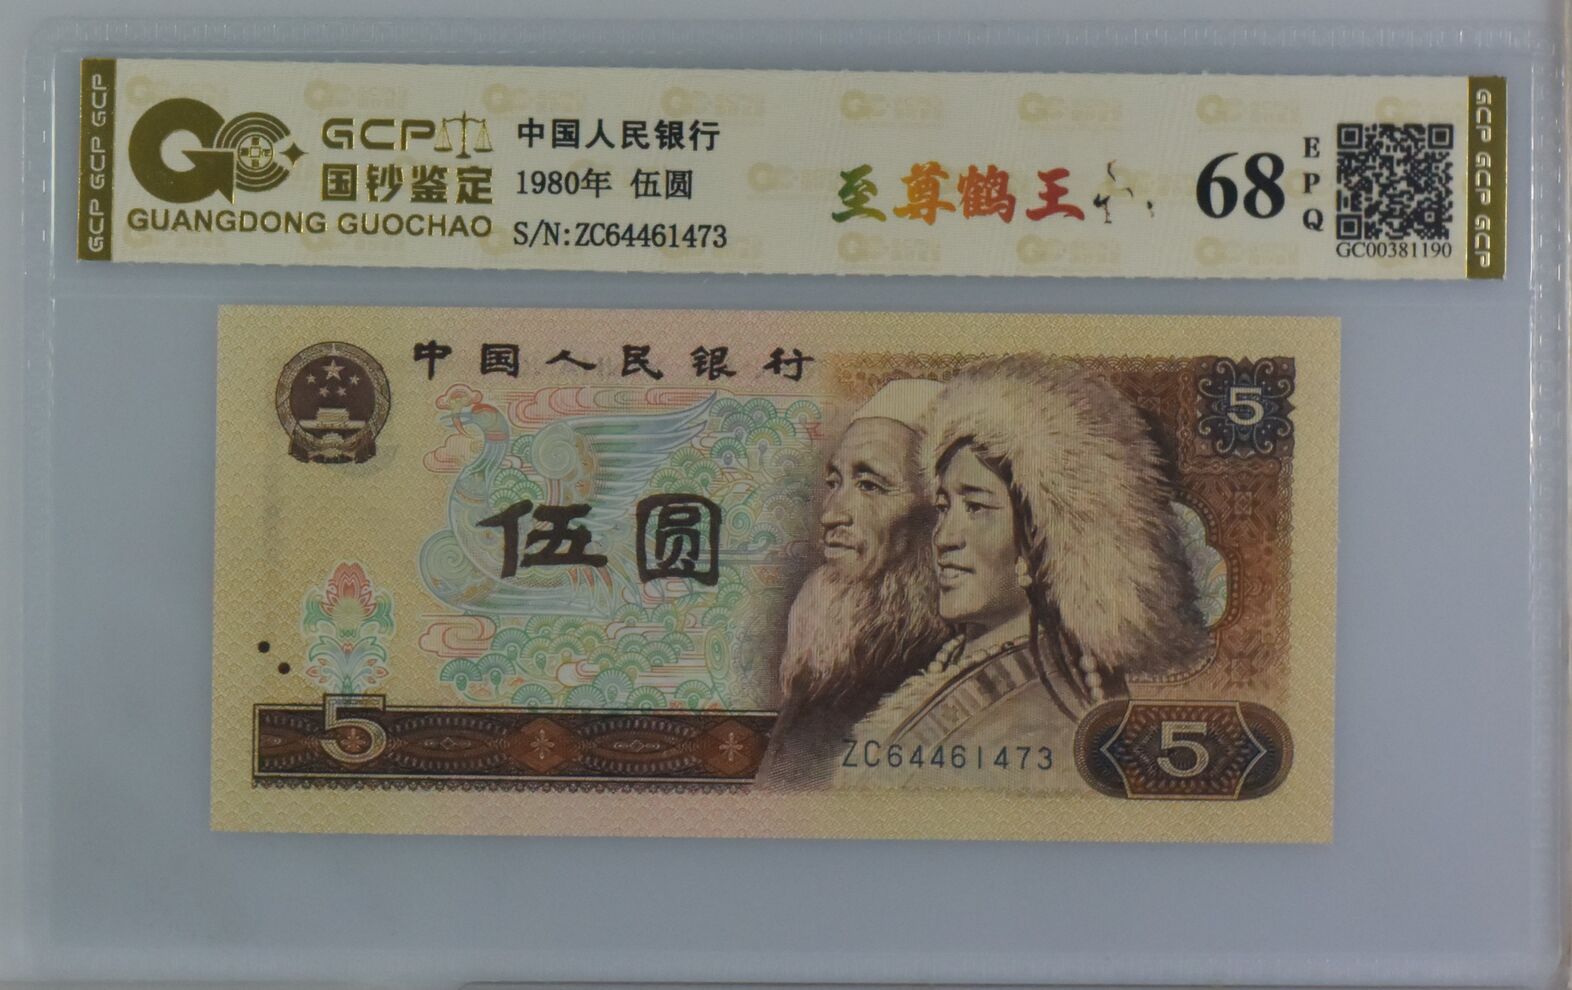 GCP GCP GCP
GCP
国钞鉴定
GUANGDONG GUOCHAO
中国人民银行
1980年 伍圆
S/N:ZC64461473
至尊鹤王
68
EPQ
GC00381190
GCP GCP GCP
中国人民银行
5
伍圆
5
ZC64461473
5